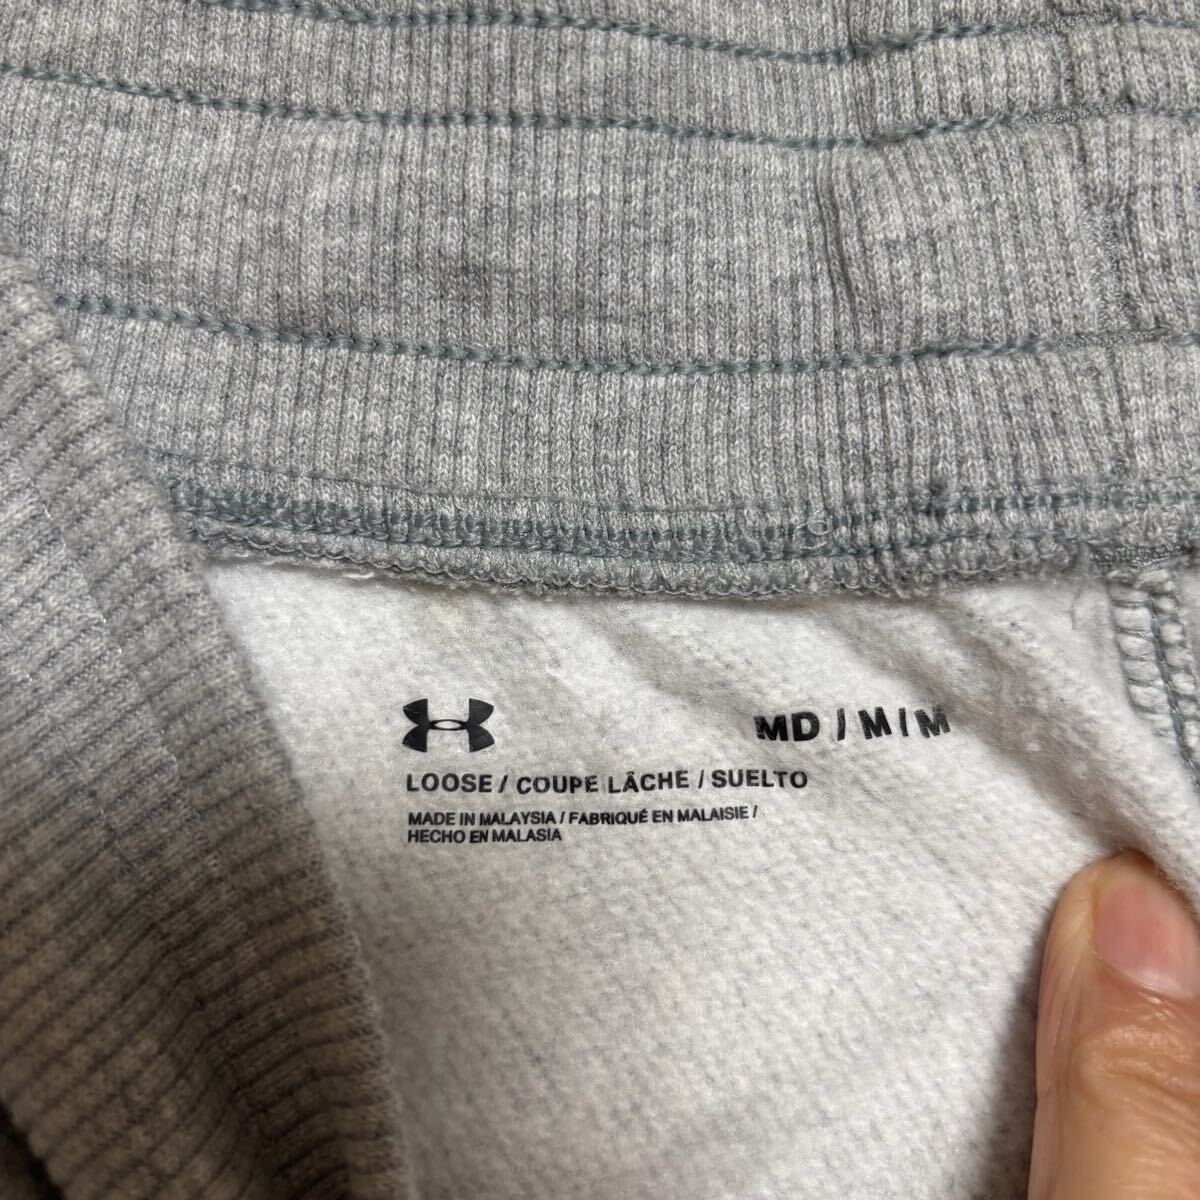 MD / M / M
LOOSE / COUPE LÂCHE / SUELTO
MADE IN MALAYSIA / FABRIQUÉ EN MALAISIE /
HECHO EN MALASIA